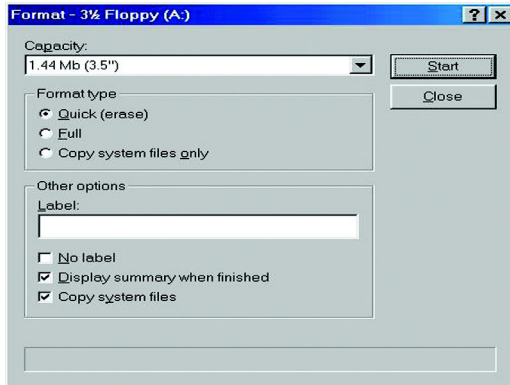 Format - 3½ Floppy (A:)
Capacity:
1.44 Mb (3.5")
Start
Close
Format type
Quick (erase)
Full
Copy system files only
Other options
Label:
No label
Display summary when finished
Copy system files